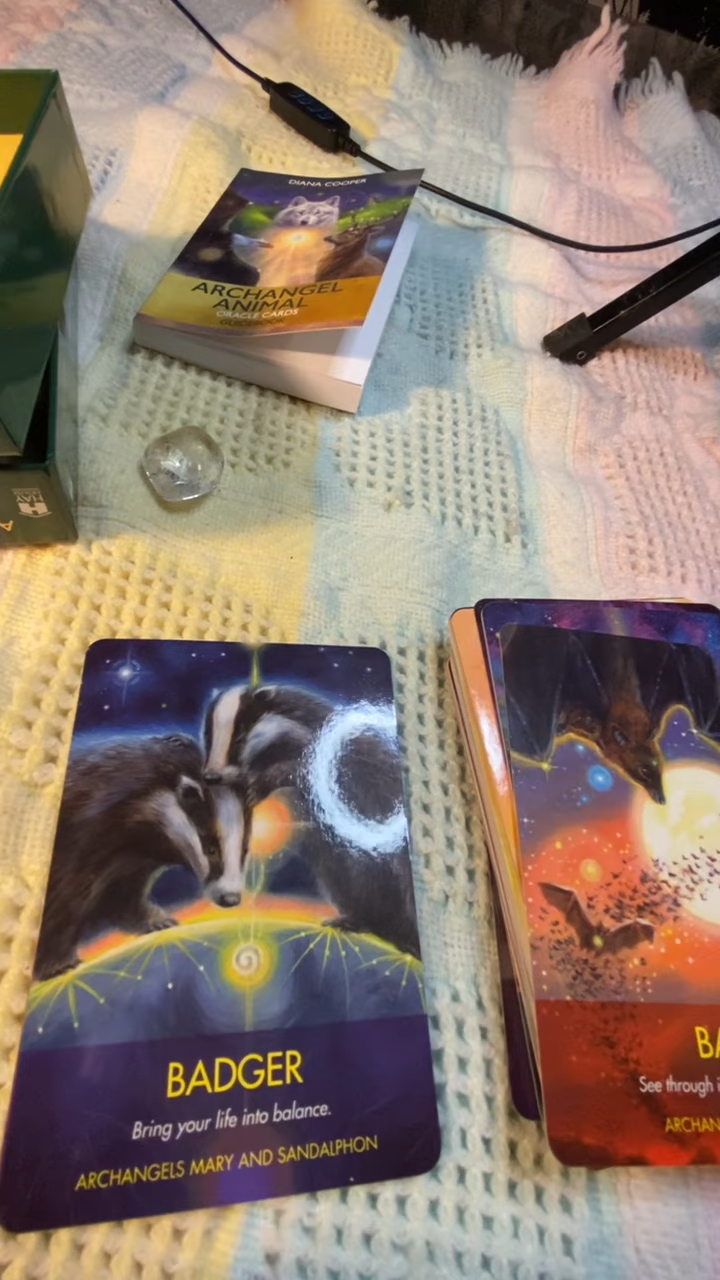 DIANA COOPER
ARCHANGEL
ANIMAL
ORACLE CARDS
GUIDEBOOK
HAY
BADGER
Bring your life into balance.
ARCHANGELS MARY AND SANDALPHON
BA
See through i
ARCHAN